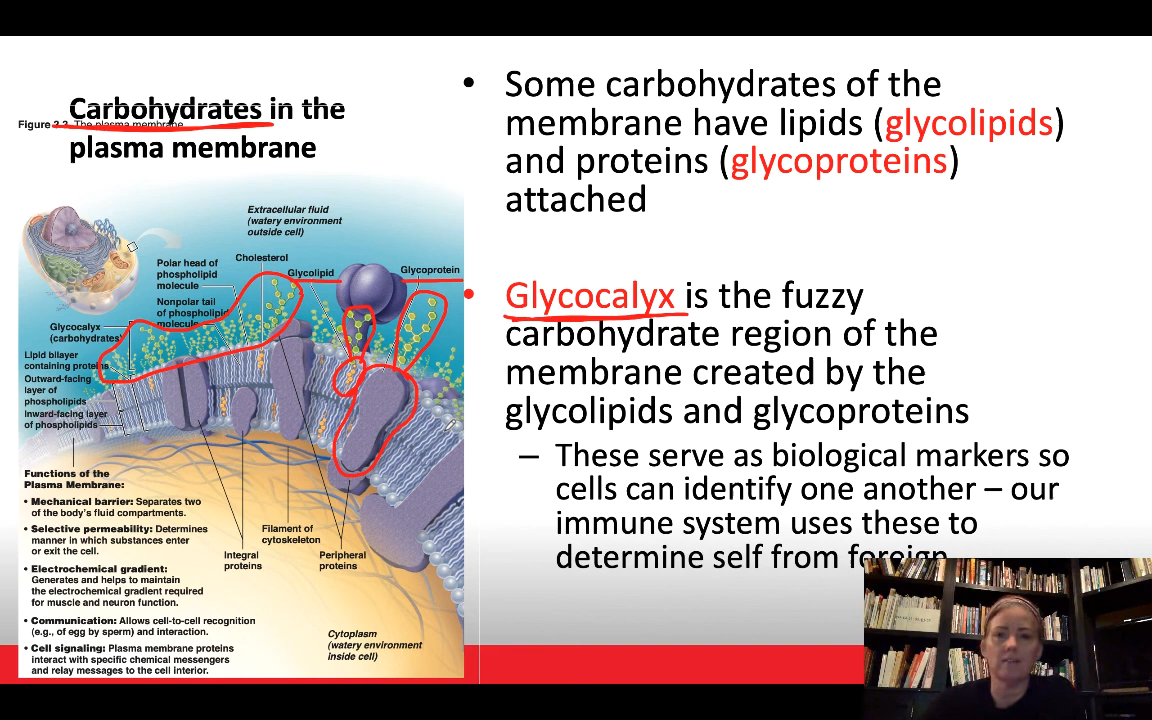 Carbohydrates in the
Figure 2.2 The plasma membrane
plasma membrane
Extracellular fluid
(watery environment
outside cell)
Cholesterol
Polar head of
phospholipid
molecule
Glycolipid
Glycoprotein
Nonpolar tail
of phospholipid
molecule
Glycocalyx
(carbohydrates)
Lipid bilayer
containing proteins
Outward-facing
layer of
phospholipids
Inward-facing layer
of phospholipids
Functions of the
Plasma Membrane:
• Mechanical barrier: Separates two
of the body's fluid compartments.
• Selective permeability: Determines
manner in which substances enter
or exit the cell.
• Electrochemical gradient:
Generates and helps to maintain
the electrochemical gradient required
for muscle and neuron function.
• Communication: Allows cell-to-cell recognition
(e.g., of egg by sperm) and interaction.
• Cell signaling: Plasma membrane proteins
interact with specific chemical messengers
and relay messages to the cell interior.
Integral
proteins
Filament of
cytoskeleton
Peripheral
proteins
Cytoplasm
(watery environment
inside cell)
• Some carbohydrates of the
membrane have lipids (glycolipids)
and proteins (glycoproteins)
attached
• Glycocalyx is the fuzzy
carbohydrate region of the
membrane created by the
glycolipids and glycoproteins
– These serve as biological markers so
cells can identify one another – our
immune system uses these to
determine self from foreign